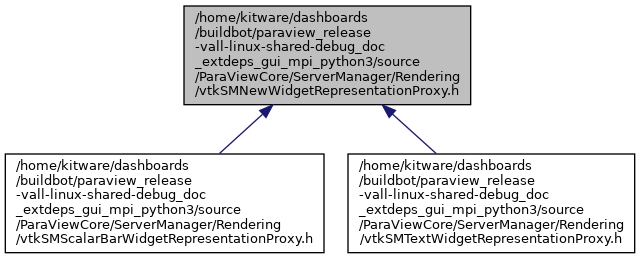 /home/kitware/dashboards
/buildbot/paraview_release
-vall-linux-shared-debug_doc
_extdeps_gui_mpi_python3/source
/ParaViewCore/ServerManager/Rendering
/vtkSMNewWidgetRepresentationProxy.h
/home/kitware/dashboards
/buildbot/paraview_release
-vall-linux-shared-debug_doc
_extdeps_gui_mpi_python3/source
/ParaViewCore/ServerManager/Rendering
/vtkSMScalarBarWidgetRepresentationProxy.h
/home/kitware/dashboards
/buildbot/paraview_release
-vall-linux-shared-debug_doc
_extdeps_gui_mpi_python3/source
/ParaViewCore/ServerManager/Rendering
/vtkSMTextWidgetRepresentationProxy.h